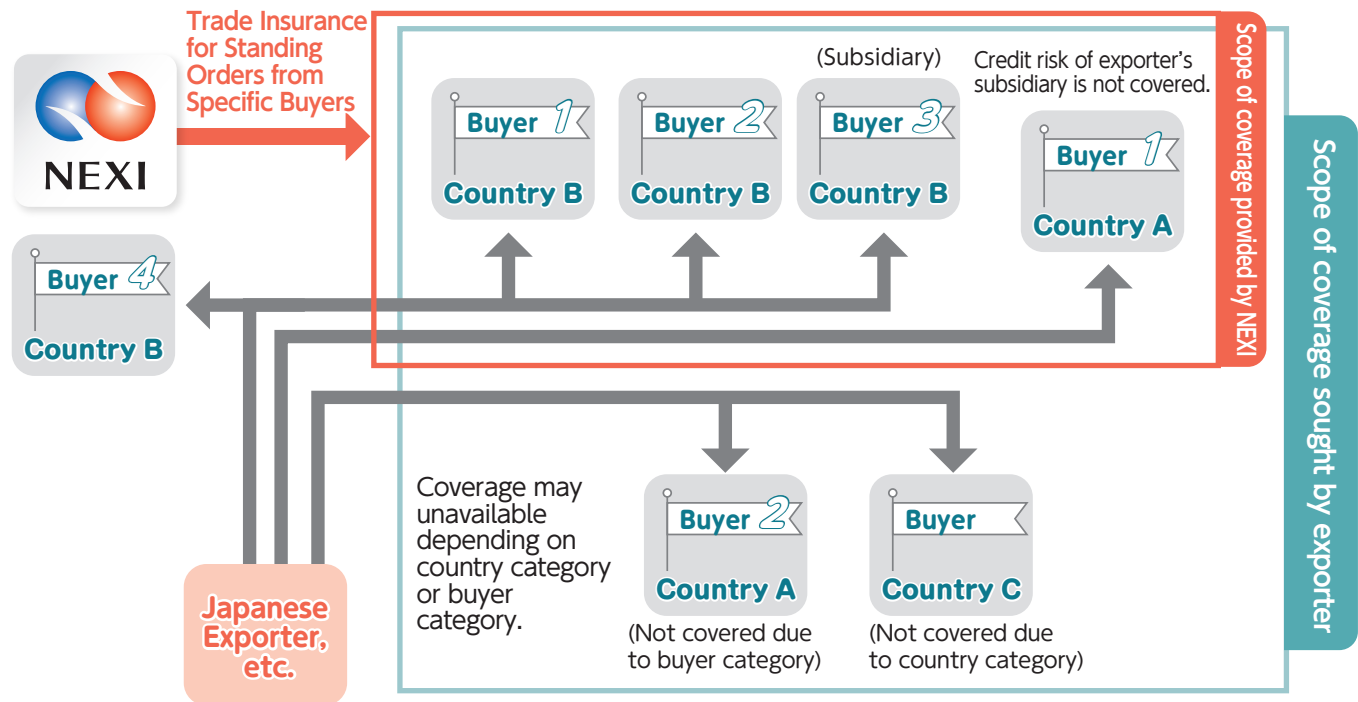 NEXI
Trade Insurance
for Standing
Orders from
Specific Buyers
(Subsidiary)
Credit risk of exporter's
subsidiary is not covered.
Buyer 1
Country B
Buyer 2
Country B
Buyer 3
Country B
Buyer 1
Country A
Scope of coverage provided by NEXI
Scope of coverage sought by exporter
Buyer 4
Country B
Coverage may
unavailable
depending on
country category
or buyer
category.
Buyer 2
Country A
(Not covered due
to buyer category)
Buyer
Country C
(Not covered due
to country category)
Japanese
Exporter,
etc.